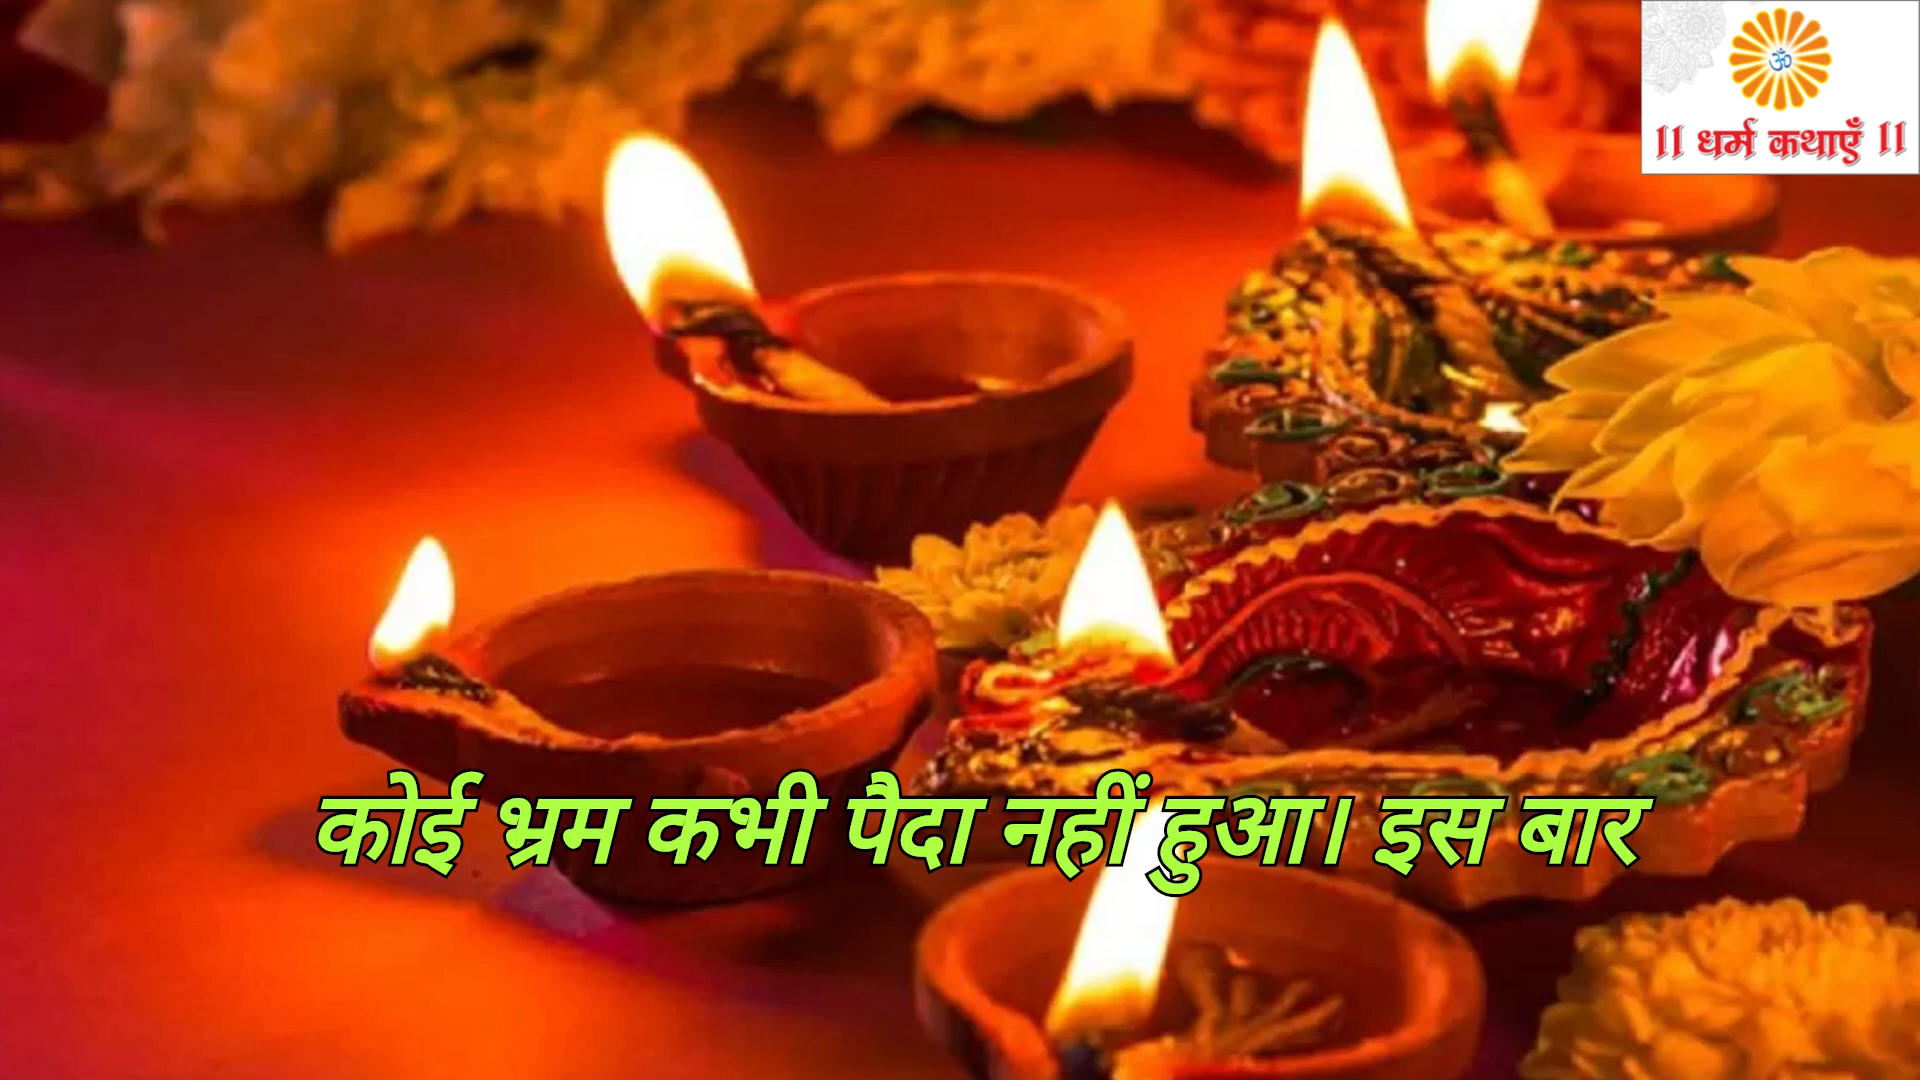 ॐ
॥ धर्म कथाएँ ॥
कोई भ्रम कभी पैदा नहीं हुआ। इस बार